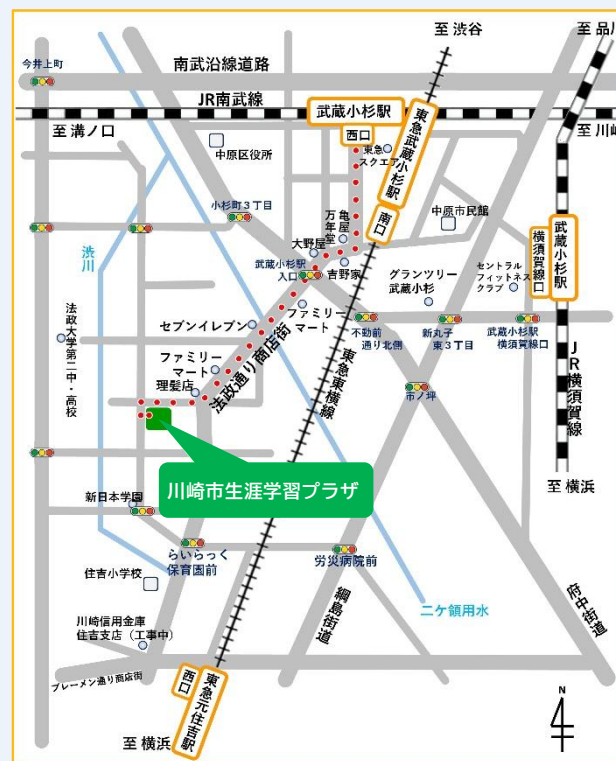 至 渋谷
至 品川
今井上町
南武沿線道路
JR南武線
武蔵小杉駅
西口
至 溝ノ口
至 川崎
東急武蔵小杉駅
南口
東急
スクエア
中原区役所
小杉町3丁目
亀屋
万年堂
中原市民館
武蔵小杉駅
横須賀線口
大野屋
武蔵小杉駅
入口
吉野家
グランツリー
武蔵小杉
セントラル
フィットネス
クラブ
渋川
セブンイレブン
ファミリー
マート
不動前
通り北側
新丸子
東3丁目
武蔵小杉駅
横須賀線口
法政大学第二中・高校
ファミリー
マート
理髪店
法政通り商店街
東急東横線
JR横須賀線
市ノ坪
川崎市生涯学習プラザ
至 横浜
新日本学園
らいらっく
保育園前
労災病院前
住吉小学校
綱島街道
二ケ領用水
府中街道
川崎信用金庫
住吉支店（工事中）
ブレーメン通り商店街
西口
東急元住吉駅
至 横浜
N